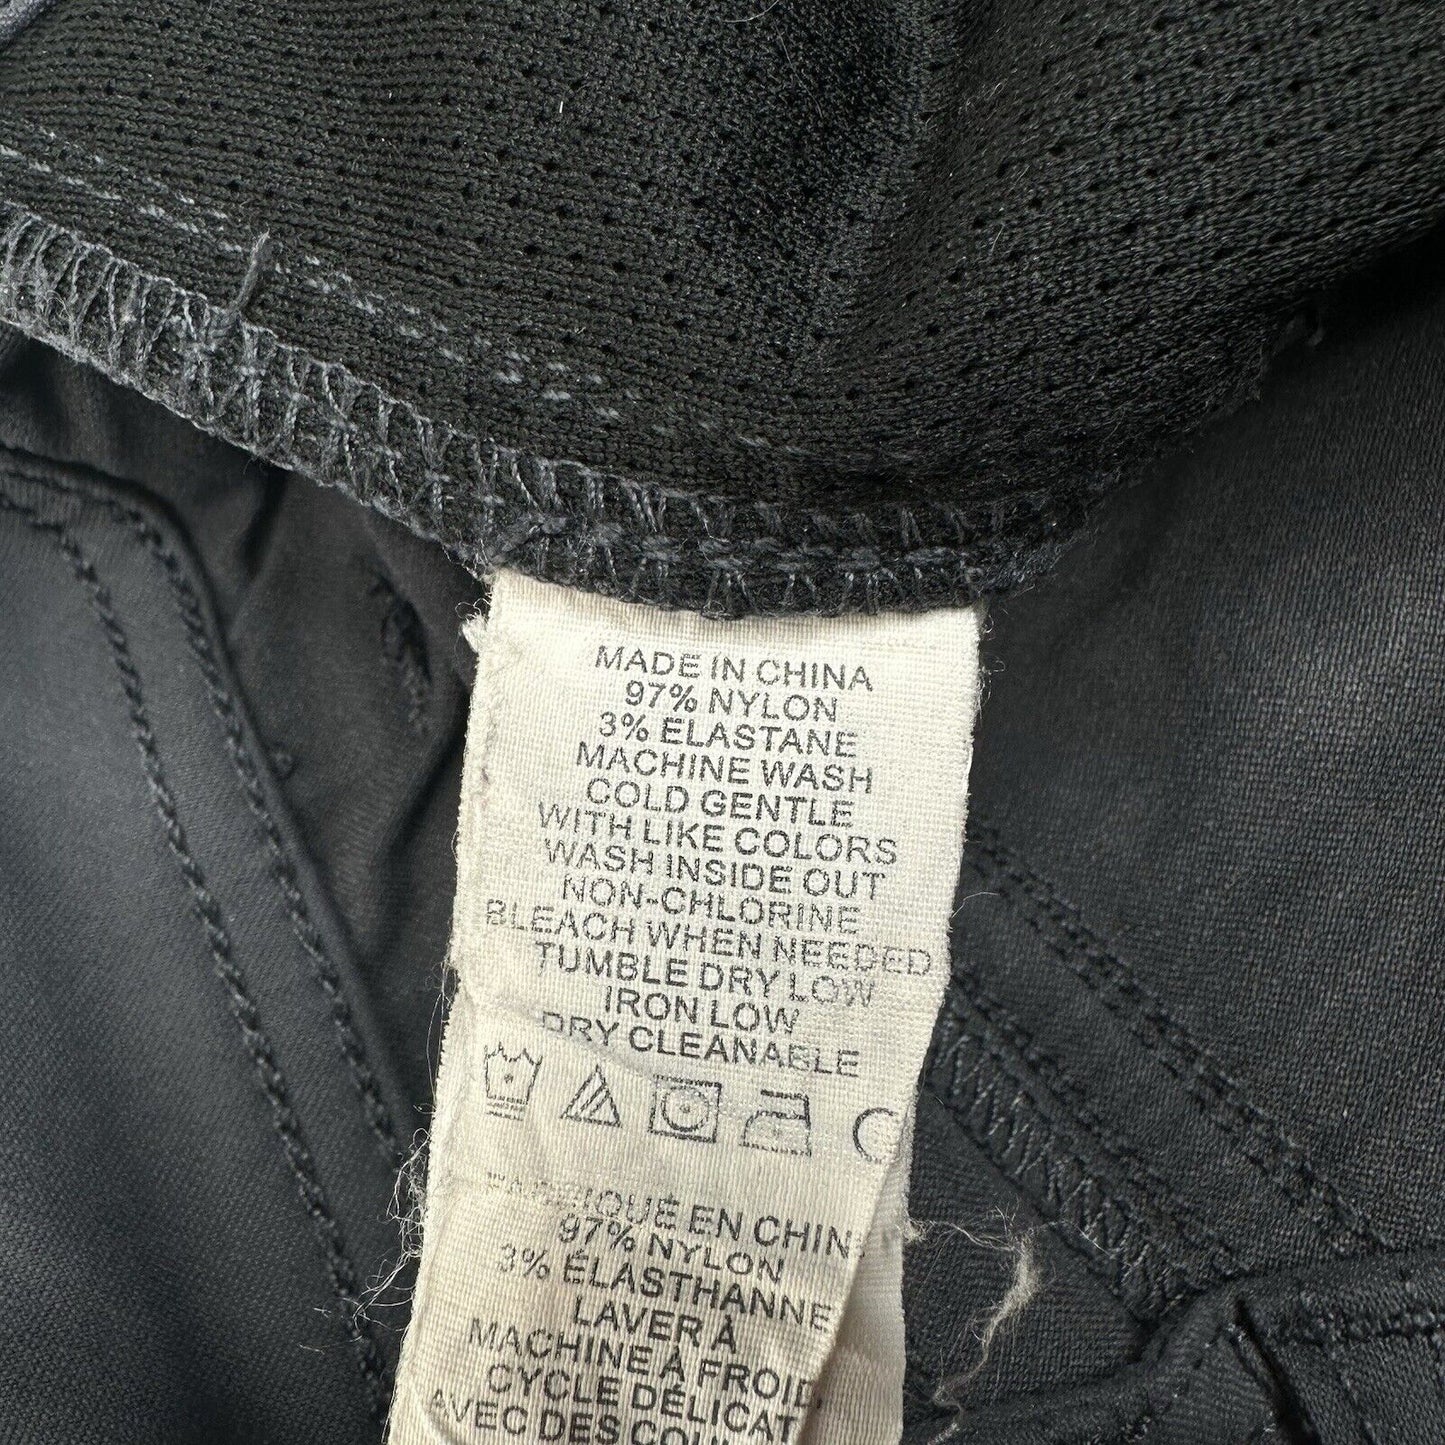 MADE IN CHINA
97% NYLON
3% ELASTANE
MACHINE WASH
COLD GENTLE
WITH LIKE COLORS
WASH INSIDE OUT
NON-CHLORINE
BLEACH WHEN NEEDED
TUMBLE DRY LOW
IRON LOW
DRY CLEANABLE
EN CHIN
97% NYLON
3% ÉLASTHANNE
LAVER À
MACHINE À FROID
CYCLE DÉLICAT
AVEC DES